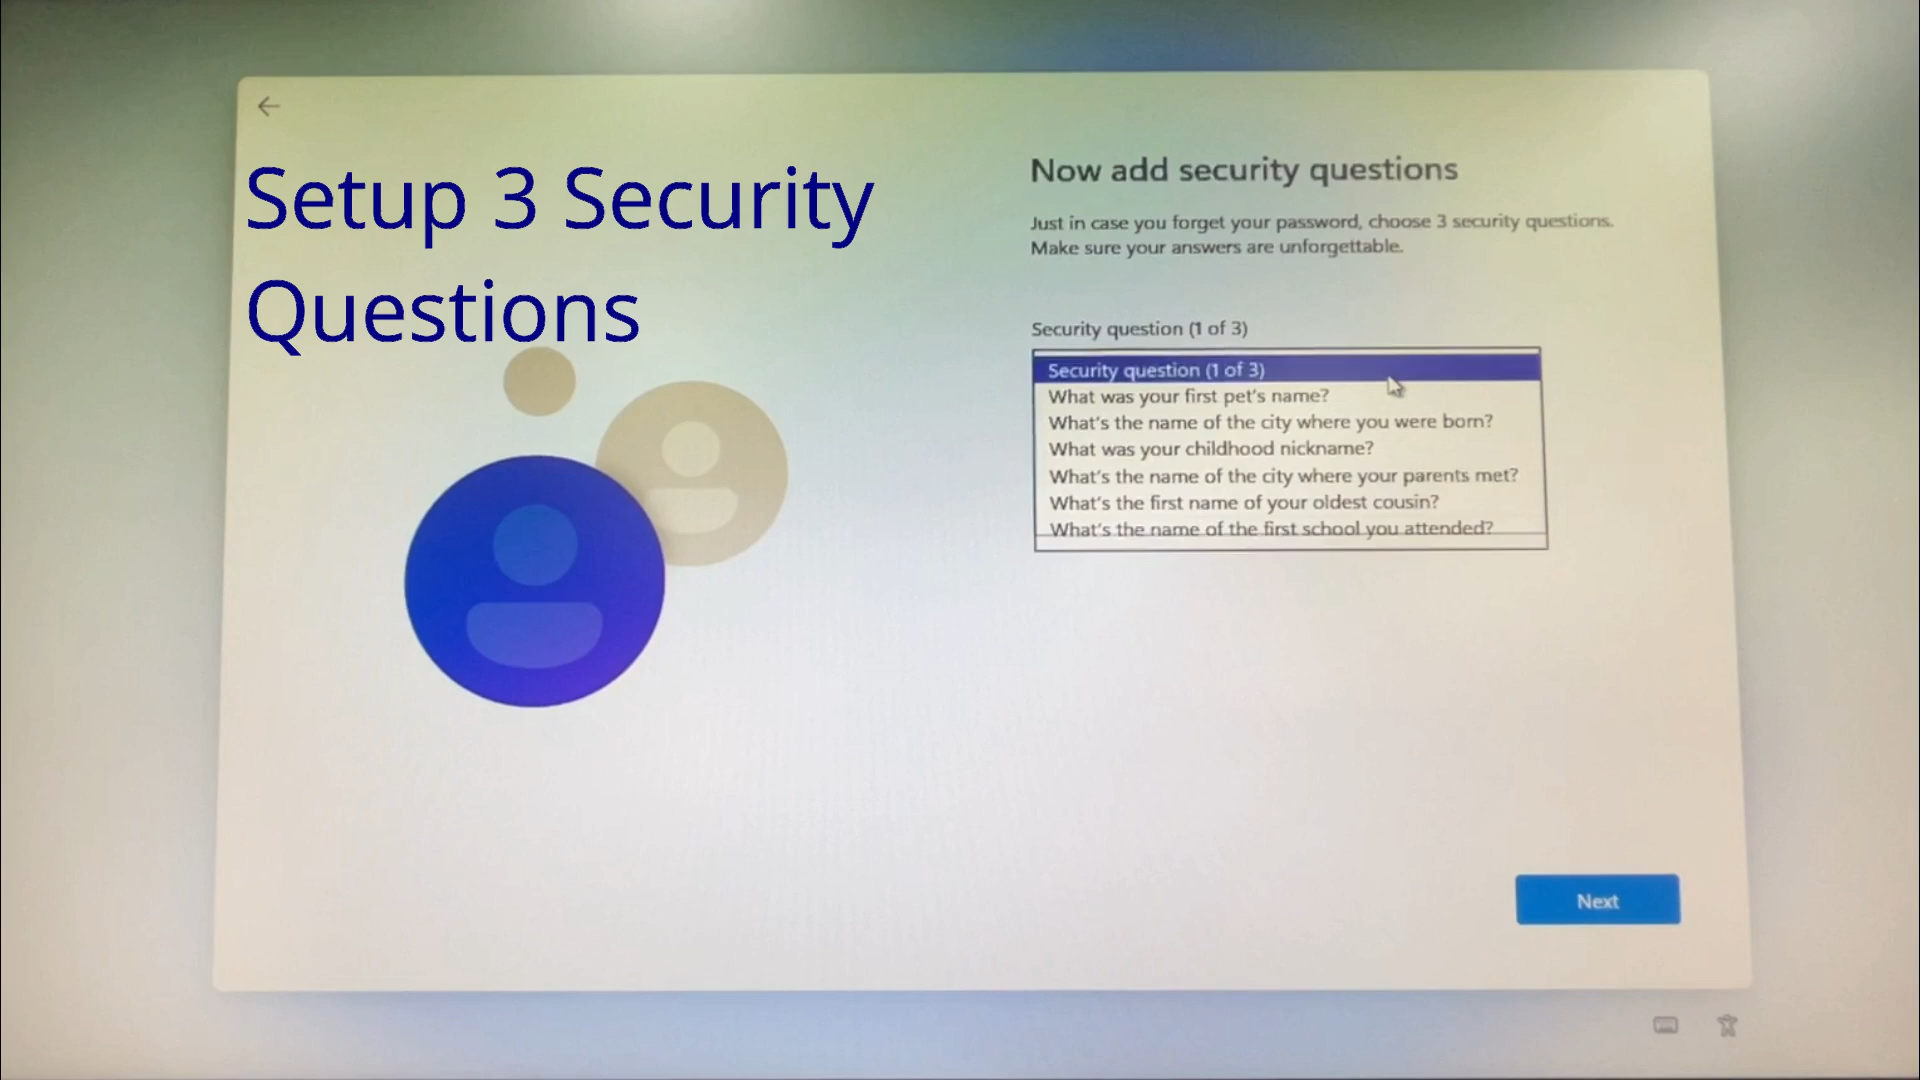 Setup 3 Security
Questions
Now add security questions
Just in case you forget your password, choose 3 security questions.
Make sure your answers are unforgettable.
Security question (1 of 3)
Security question (1 of 3)
What was your first pet's name?
What's the name of the city where you were born?
What was your childhood nickname?
What's the name of the city where your parents met?
What's the first name of your oldest cousin?
What's the name of the first school you attended?
Next